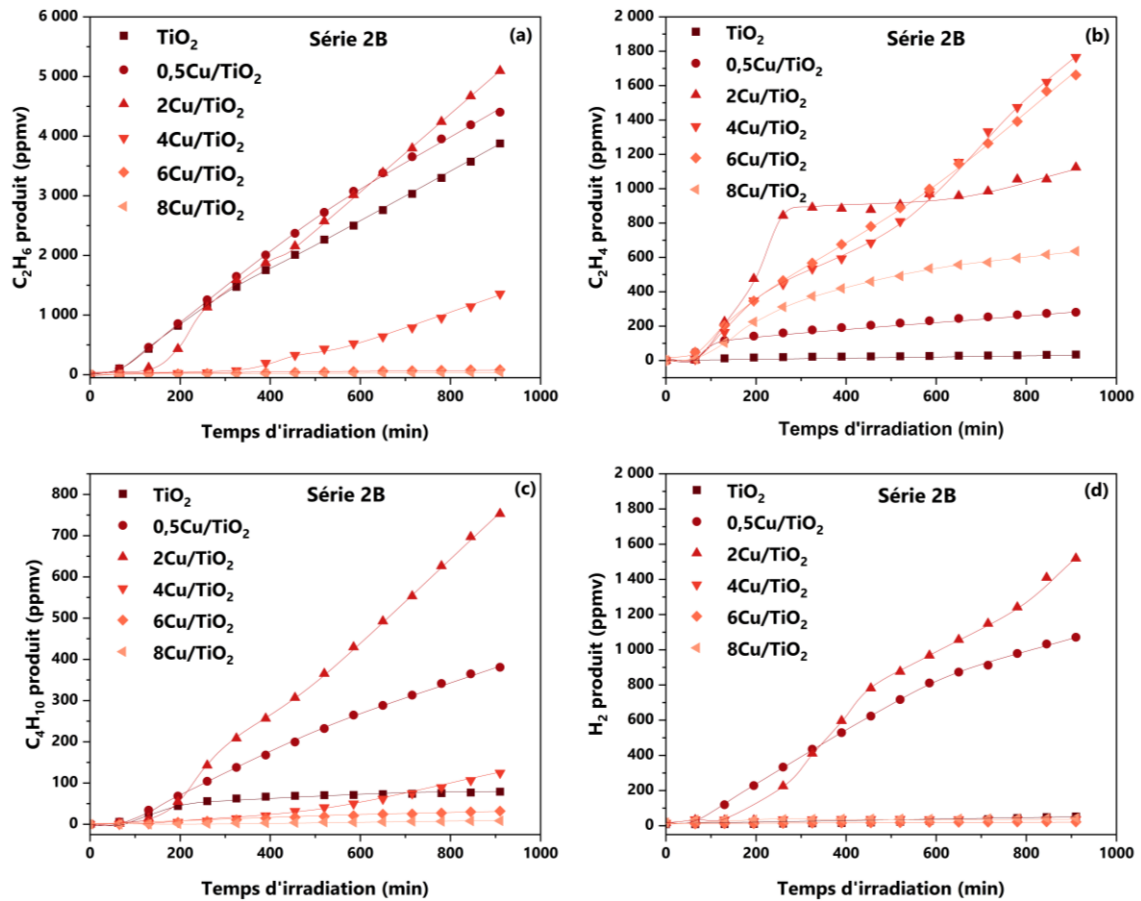 (a)
Série 2B
TiO₂
0,5Cu/TiO₂
2Cu/TiO₂
4Cu/TiO₂
6Cu/TiO₂
8Cu/TiO₂
C₂H₆ produit (ppmv)
6 000
5 000
4 000
3 000
2 000
1000
0
0 200 400 600 800 1000
Temps d'irradiation (min)
(b)
Série 2B
TiO₂
0,5Cu/TiO₂
2Cu/TiO₂
4Cu/TiO₂
6Cu/TiO₂
8Cu/TiO₂
C₂H₄ produit (ppmv)
2 000
1 800
1 600
1 400
1 200
1 000
800
600
400
200
0
0 200 400 600 800 1000
Temps d'irradiation (min)
(c)
Série 2B
TiO₂
0,5Cu/TiO₂
2Cu/TiO₂
4Cu/TiO₂
6Cu/TiO₂
8Cu/TiO₂
C₄H₁₀ produit (ppmv)
800
700
600
500
400
300
200
100
0
0 200 400 600 800 1000
Temps d'irradiation (min)
(d)
Série 2B
TiO₂
0,5Cu/TiO₂
2Cu/TiO₂
4Cu/TiO₂
6Cu/TiO₂
8Cu/TiO₂
H₂ produit (ppmv)
2 000
1 800
1 600
1 400
1 200
1 000
800
600
400
200
0
0 200 400 600 800 1000
Temps d'irradiation (min)